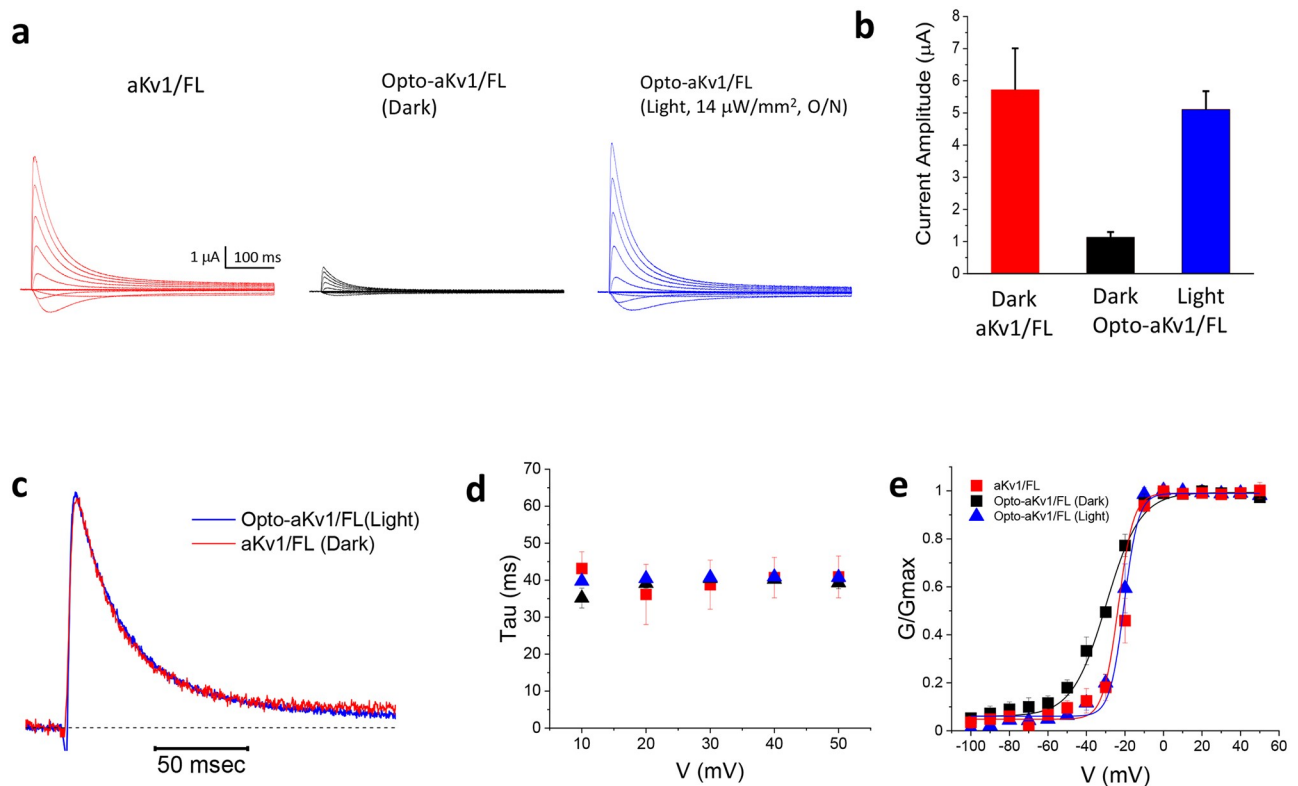 a
aKv1/FL
Opto-aKv1/FL
(Dark)
Opto-aKv1/FL
(Light, 14 μW/mm², O/N)
1 μA
100 ms
b
Current Amplitude (μA)
8
7
6
5
4
3
2
1
0
Dark
aKv1/FL
Dark Light
Opto-aKv1/FL
c
Opto-aKv1/FL(Light)
aKv1/FL (Dark)
50 msec
d
Tau (ms)
70
60
50
40
30
20
10
0
10 20 30 40 50
V (mV)
e
aKv1/FL
Opto-aKv1/FL (Dark)
Opto-aKv1/FL (Light)
G/Gmax
1
0.8
0.6
0.4
0.2
0
-100 -80 -60 -40 -20 0 20 40 60
V (mV)